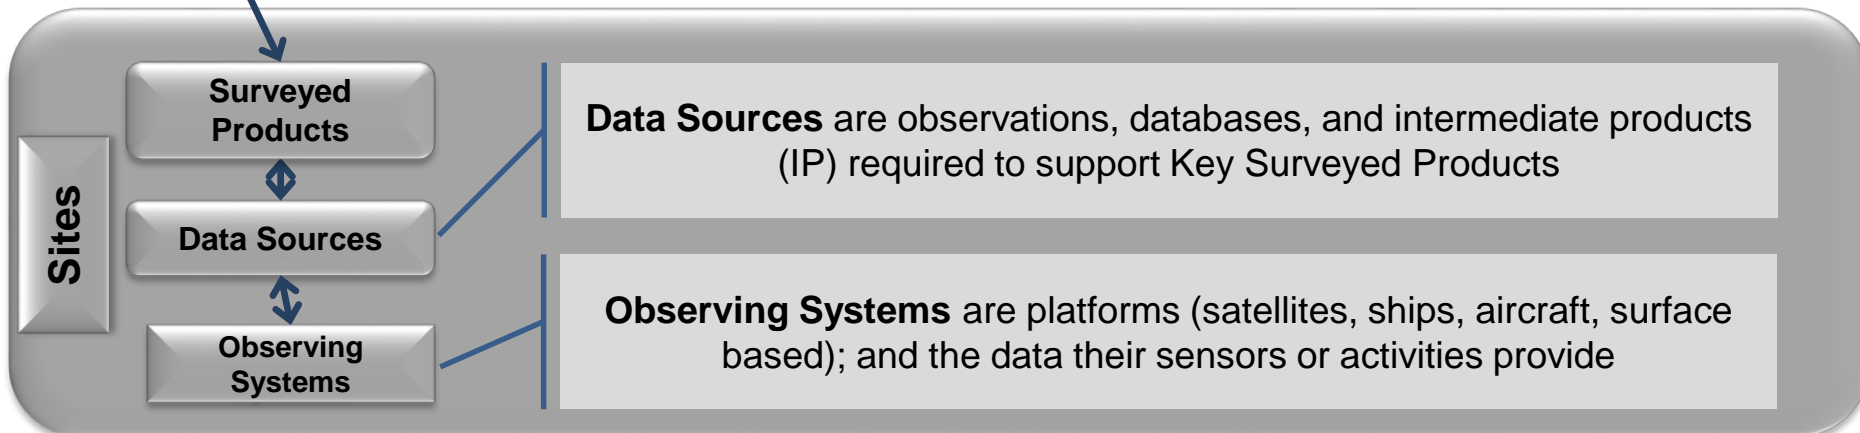 Sites
Surveyed
Products
Data Sources
Observing
Systems
Data Sources are observations, databases, and intermediate products
(IP) required to support Key Surveyed Products
Observing Systems are platforms (satellites, ships, aircraft, surface
based); and the data their sensors or activities provide